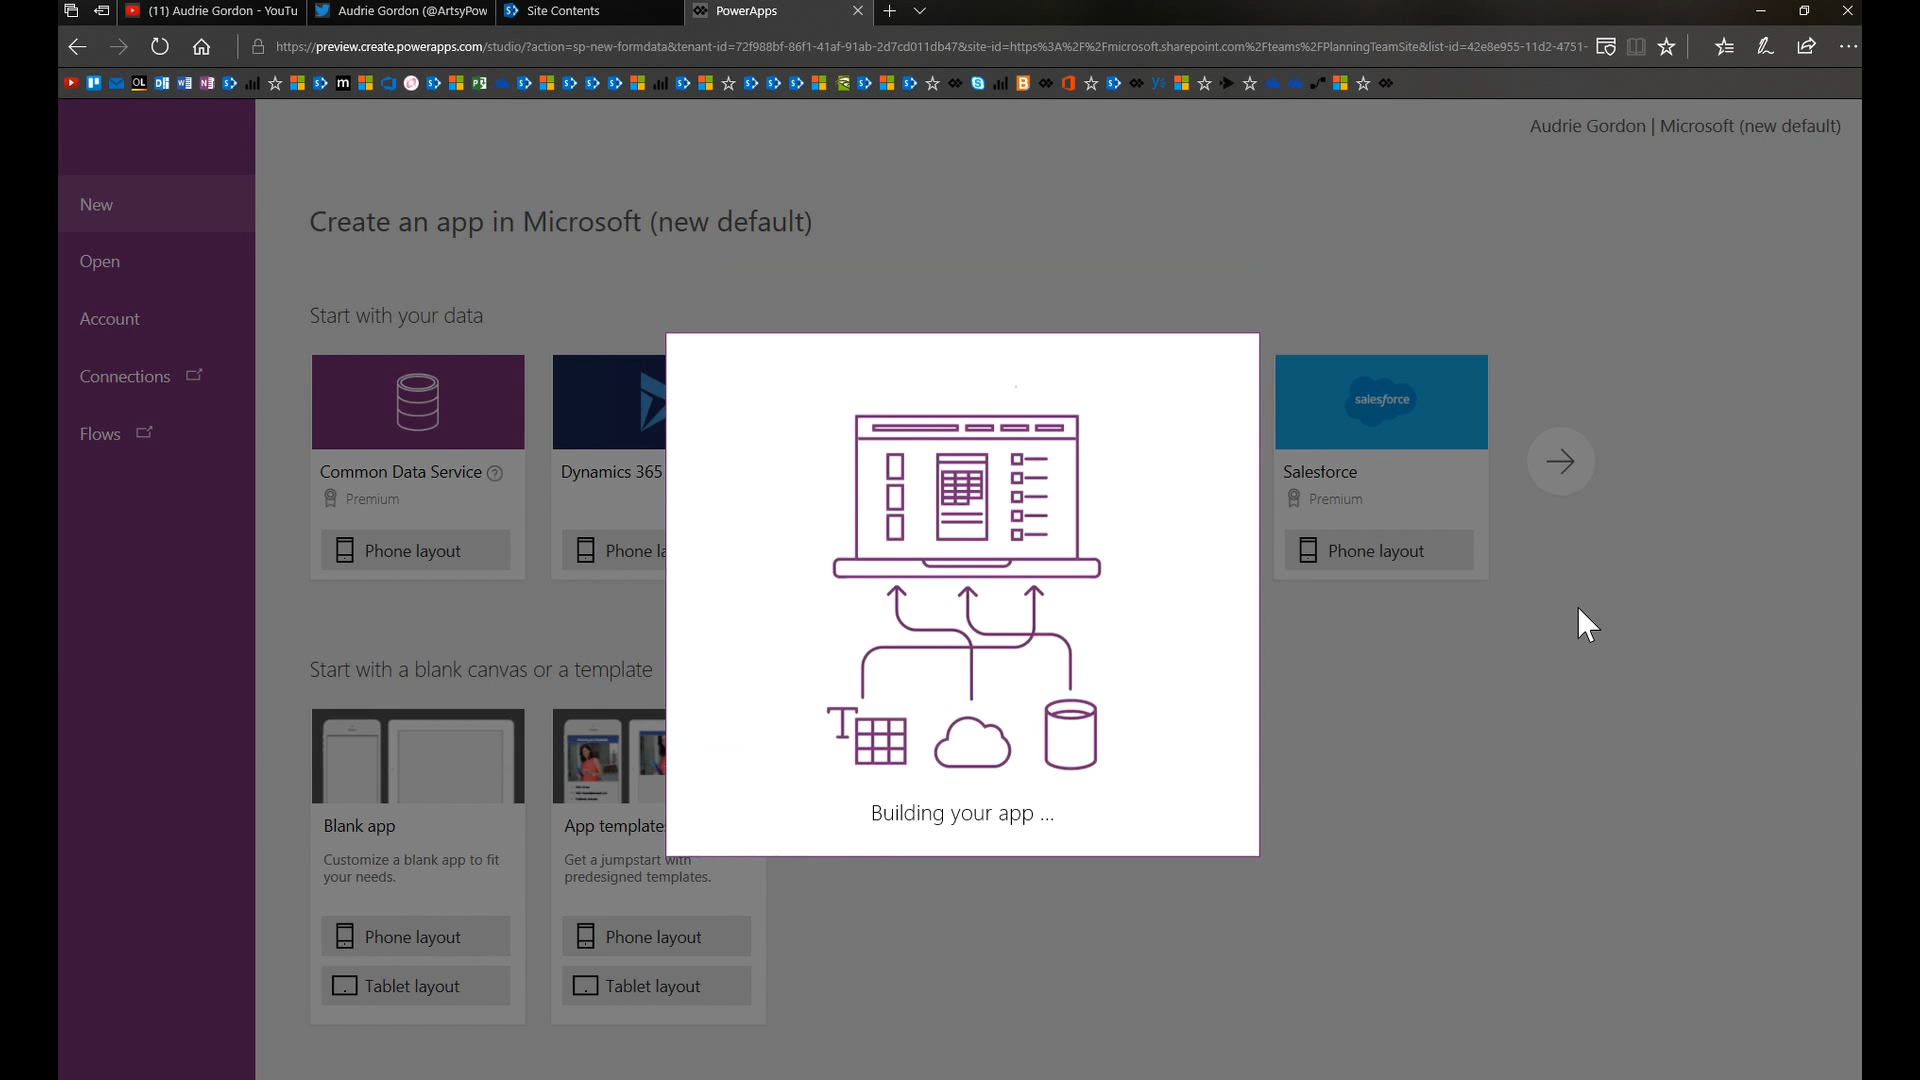 (11) Audrie Gordon - YouTu
Audrie Gordon (@ArtsyPow
Site Contents
PowerApps
https://preview.create.powerapps.com/studio/?action=sp-new-formdata&tenant-id=72f988bf-86f1-41af-91ab-2d7cd011db47&site-id=https%3A%2F%2Fmicrosoft.sharepoint.com%2Fteams%2FPlanningTeamSite&list-id=42e8e955-11d2-4751-
Audrie Gordon | Microsoft (new default)
New
Open
Account
Connections
Flows
Create an app in Microsoft (new default)
Start with your data
Common Data Service
Premium
Phone layout
Dynamics 365
Phone la
salesforce
Salesforce
Premium
Phone layout
Building your app ...
Start with a blank canvas or a template
Blank app
Customize a blank app to fit
your needs.
Phone layout
Tablet layout
App template
Get a jumpstart with
predesigned templates.
Phone layout
Tablet layout